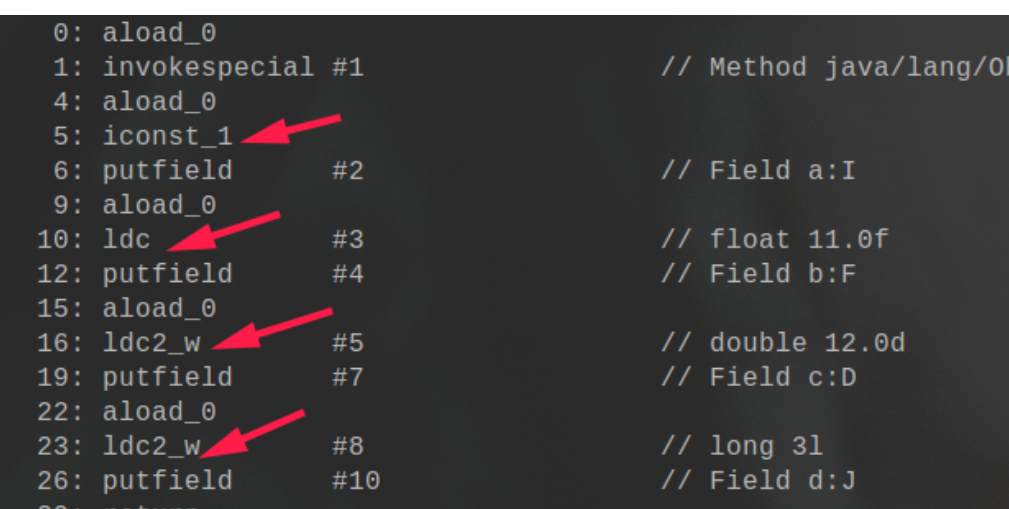 0: aload_0
1: invokespecial #1 // Method java/lang/Ob
4: aload_0
5: iconst_1
6: putfield #2 // Field a:I
9: aload_0
10: ldc #3 // float 11.0f
12: putfield #4 // Field b:F
15: aload_0
16: ldc2_w #5 // double 12.0d
19: putfield #7 // Field c:D
22: aload_0
23: ldc2_w #8 // long 3l
26: putfield #10 // Field d:J